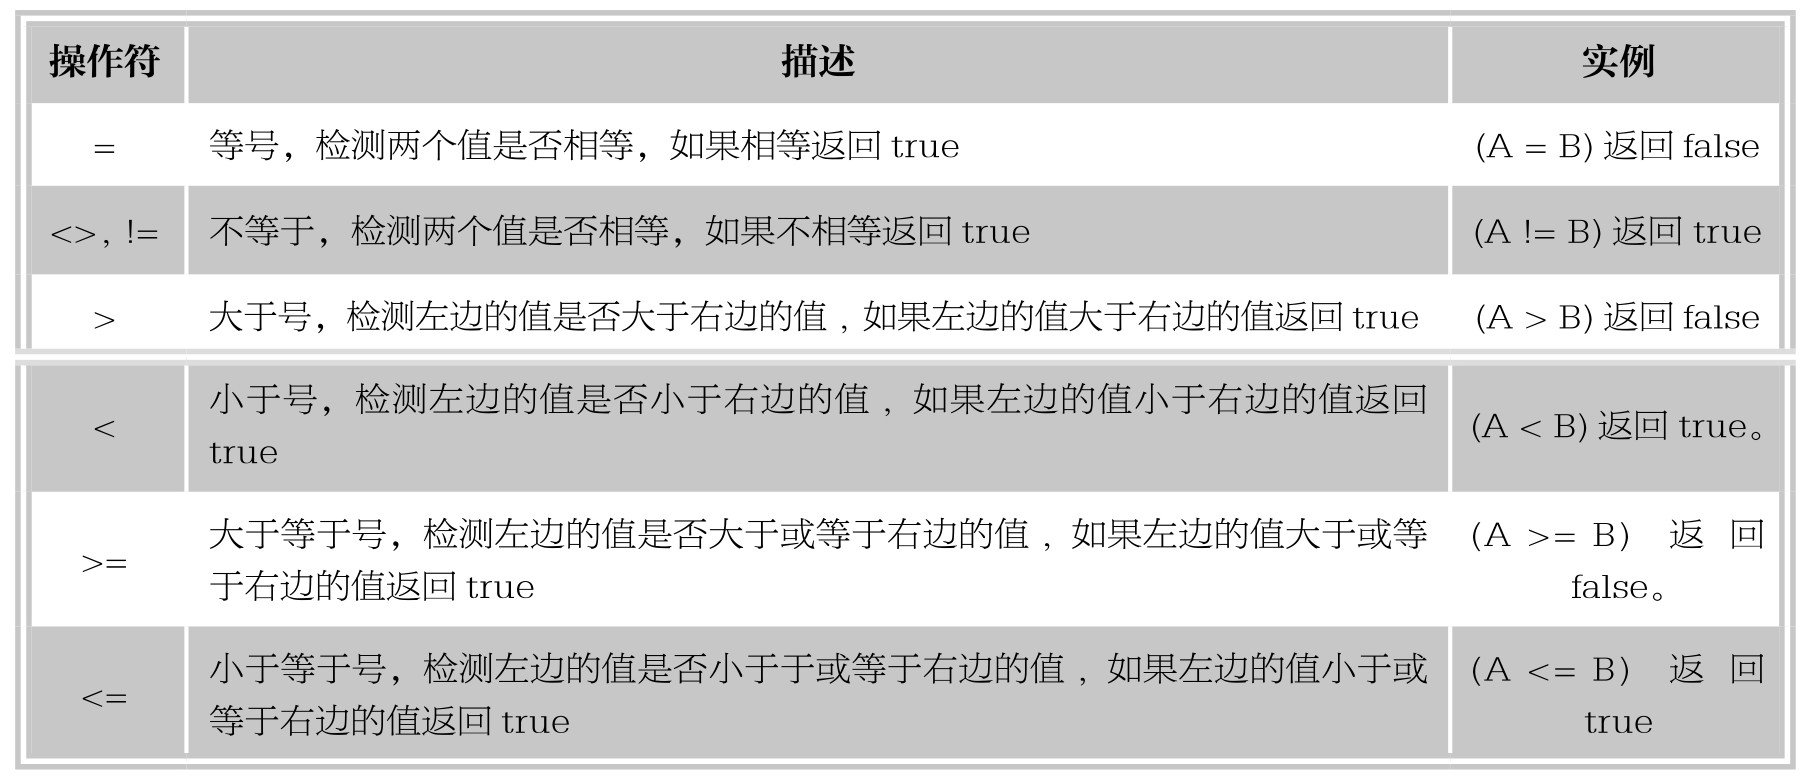 操作符 描述 实例
= 等号，检测两个值是否相等，如果相等返回 true (A = B) 返回 false
<>, != 不等于，检测两个值是否相等，如果不相等返回 true (A != B) 返回 true
> 大于号，检测左边的值是否大于右边的值 , 如果左边的值大于右边的值返回 true (A > B) 返回 false
小于号，检测左边的值是否小于右边的值 , 如果左边的值小于右边的值返回
< (A < B) 返回 true。
true
大于等于号，检测左边的值是否大于或等于右边的值 , 如果左边的值大于或等 (A >= B) 返 回
>=
于右边的值返回 true false。
小于等于号，检测左边的值是否小于于或等于右边的值 , 如果左边的值小于或 (A <= B) 返 回
<=
等于右边的值返回 true true